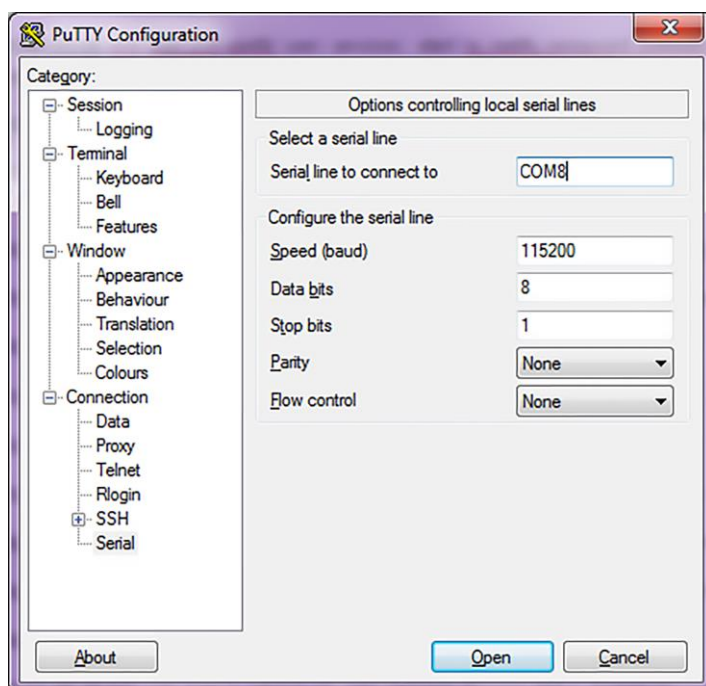 PuTTY Configuration
Category:
Session
Logging
Terminal
Keyboard
Bell
Features
Window
Appearance
Behaviour
Translation
Selection
Colours
Connection
Data
Proxy
Telnet
Rlogin
SSH
Serial
Options controlling local serial lines
Select a serial line
Serial line to connect to COM8
Configure the serial line
Speed (baud) 115200
Data bits 8
Stop bits 1
Parity None
Flow control None
About Open Cancel